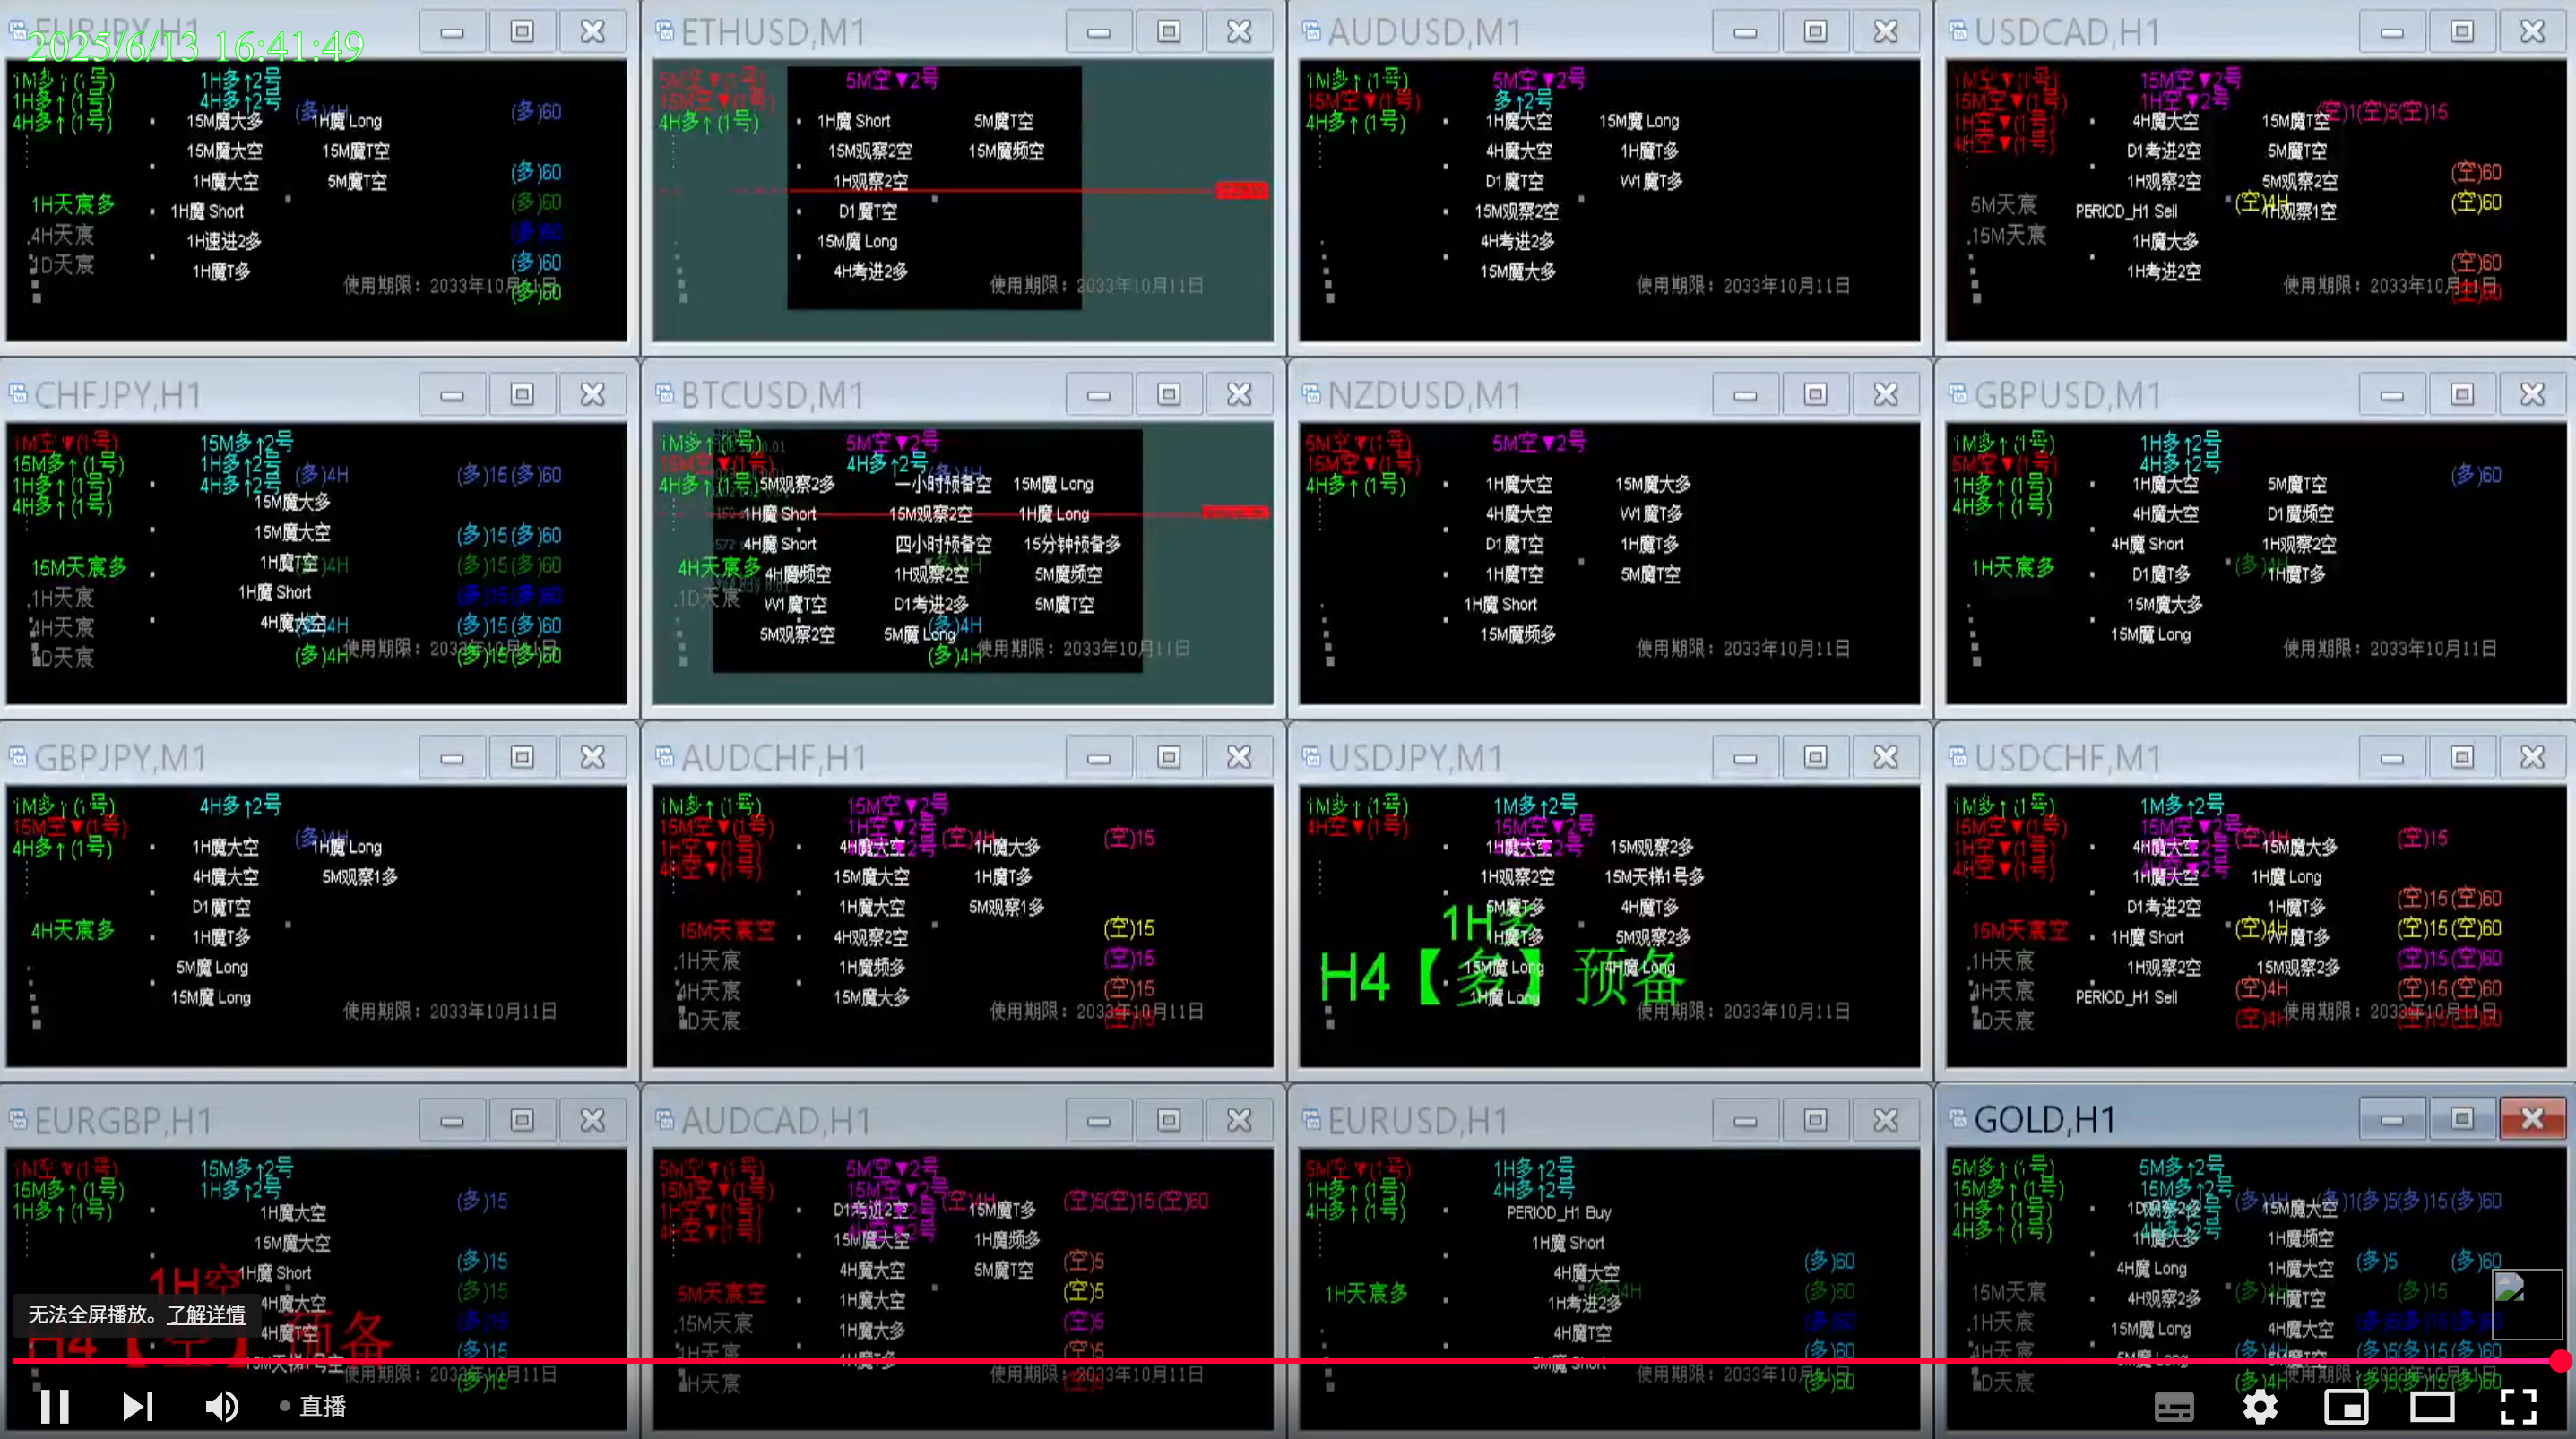 EURJPY,H1
2025/6/13 16:41:49
1M多↑(1号) 1H多↑2号
1H多↑(1号) 4H多↑2号
4H多↑(1号) (多)4H (多)60
15M魔大多 1H魔 Long
15M魔大空 15M魔T空
1H魔大空 5M魔T空 (多)60
1H天宸多 1H魔 Short (多)60
.4H天宸 1H速进2多 (多)60
1D天宸 1H魔T多 (多)60
使用期限：2033年10月11日
(多)60
ETHUSD,M1
5M空▼(1号) 5M空▼2号
15M空▼(1号)
4H多↑(1号) 1H魔 Short 5M魔T空
15M观察2空 15M魔频空
1H观察2空
D1魔T空
15M魔 Long
4H考进2多
使用期限：2033年10月11日
AUDUSD,M1
1M多↑(1号) 5M空▼2号
15M空▼(1号) 多↑2号
4H多↑(1号) 1H魔大空 15M魔 Long
4H魔大空 1H魔T多
D1魔T空 W1魔T多
15M观察2空
4H考进2多
15M魔大多
使用期限：2033年10月11日
USDCAD,H1
1M空▼(1号) 15M空▼2号
15M空▼(1号) 1H空▼2号
1H空▼(1号) (空)1(空)5(空)15
4H空▼(1号) 4H魔大空 15M魔T空
D1考进2空 5M魔T空
1H观察2空 5M观察2空 (空)60
5M天宸 PERIOD_H1 Sell (空)4H 1H观察1空 (空)60
.15M天宸 1H魔大多
1H考进2空 (空)60
使用期限：2033年10月11日
(空)60
CHFJPY,H1
1M空▼(1号) 15M多↑2号
15M多↑(1号) 1H多↑2号
1H多↑(1号) 4H多↑2号 (多)4H (多)15(多)60
4H多↑(1号) 15M魔大多
15M魔大空 (多)15(多)60
15M天宸多 1H魔T空 (多)4H (多)15(多)60
.1H天宸 1H魔 Short (多)15(多)60
4H天宸 4H魔大空 (多)4H (多)15(多)60
1D天宸 (多)4H (多)15(多)60
使用期限：2033年10月11日
BTCUSD,M1
1M多↑(1号) 5M空▼2号
15M空▼(1号) 4H多↑2号 (多)4H
4H多↑(1号) 5M观察2多 一小时预备空 15M魔 Long
1H魔 Short 15M观察2空 1H魔 Long
4H魔 Short 四小时预备空 15分钟预备多
4H天宸多 4H魔频空 1H观察2空 5M魔频空
.1D天宸 W1魔T空 D1考进2多 5M魔T空
5M观察2空 5M魔 Long (多)4H
(多)4H 使用期限：2033年10月11日
NZDUSD,M1
5M空▼(1号) 5M空▼2号
15M空▼(1号)
4H多↑(1号) 1H魔大空 15M魔大多
4H魔大空 W1魔T多
D1魔T空 1H魔T多
1H魔T空 5M魔T空
1H魔 Short
15M魔频多
使用期限：2033年10月11日
GBPUSD,M1
1M多↑(1号) 1H多↑2号
5M空▼(1号) 4H多↑2号
1H多↑(1号) 1H魔大空 5M魔T空 (多)60
4H多↑(1号) 4H魔大空 D1魔频空
4H魔 Short 1H观察2空
1H天宸多 D1魔T多 (多)4H 1H魔T多
15M魔大多
15M魔 Long
使用期限：2033年10月11日
GBPJPY,M1
1M多↑(1号) 4H多↑2号
15M空▼(1号) (多)4H
4H多↑(1号) 1H魔大空 1H魔 Long
4H魔大空 5M观察1多
D1魔T空
4H天宸多 1H魔T多
5M魔 Long
15M魔 Long
使用期限：2033年10月11日
AUDCHF,H1
1M多↑(1号) 15M空▼2号
15M空▼(1号) 1H空▼2号 (空)4H (空)15
1H空▼(1号) 4H魔大空 1H魔大多
4H空▼(1号) 15M魔大空 1H魔T多
1H魔大空 5M观察1多
15M天宸空 4H观察2空 (空)15
.1H天宸 1H魔频多 (空)15
4H天宸 15M魔大多 (空)15
1D天宸 使用期限：2033年10月11日
(空)15
USDJPY,M1
1M多↑(1号) 1M多↑2号
4H空▼(1号) 15M空▼2号
1H魔大空 15M观察2多
1H观察2空 15M天梯1号多
5M魔T多 4H魔T多
1H多
1H魔T多 5M观察2多
15M魔 Long 4H魔 Long
H4【多】预备
1H魔 Long
使用期限：2033年10月11日
USDCHF,M1
1M多↑(1号) 1M多↑2号
15M空▼(1号) 15M空▼2号 (空)4H (空)15
1H空▼(1号) 4H魔大空 15M魔大多
4H空▼(1号) 1H魔大空 1H魔 Long
D1考进2空 1H魔T多 (空)15(空)60
15M天宸空 1H魔 Short (空)4H W1魔T多 (空)15(空)60
.1H天宸 1H观察2空 15M观察2多 (空)15(空)60
4H天宸 PERIOD_H1 Sell (空)4H (空)15(空)60
1D天宸 (空)4H (空)15(空)60
使用期限：2033年10月11日
EURGBP,H1
1M空▼(1号) 15M多↑2号
15M多↑(1号) 1H多↑2号 (多)15
1H多↑(1号) 1H魔大空
15M魔大空 (多)15
1H空 1H魔 Short (多)15
4H魔大空 (多)15
4H魔T空 (多)15
H4【空】预备
15M天梯1号空
使用期限：2033年10月11日
(多)15
AUDCAD,H1
5M空▼(1号) 5M空▼2号
15M空▼(1号) 15M空▼2号 (空)4H (空)5(空)15(空)60
1H空▼(1号) D1考进2空 15M魔T多
4H空▼(1号) 15M魔大空 1H魔频多
4H魔大空 5M魔T空 (空)5
5M天宸空 1H魔大空 (空)5
.15M天宸 1H魔大多 (空)5
1H天宸 4H魔T多 (空)5
4H天宸 使用期限：2033年10月11日
EURUSD,H1
5M空▼(1号) 1H多↑2号
1H多↑(1号) 4H多↑2号
4H多↑(1号) PERIOD_H1 Buy
1H魔 Short
4H魔大空 (多)60
1H天宸多 (多)4H (多)60
1H考进2多 (多)60
4H魔T空 (多)60
5M魔 Short
使用期限：2033年10月11日
(多)60
GOLD,H1
5M多↑(1号) 5M多↑2号
15M多↑(1号) 15M多↑2号 (多)4H (多)1(多)5(多)15(多)60
1H多↑(1号) 15M魔大空
4H多↑(1号) 1H魔大多 1H魔频空
4H魔 Long 1H魔大空 (多)5 (多)60
15M天宸 4H观察2多 (多)4H 1H魔T空 (多)15
.1H天宸 15M魔 Long 4H魔大空 (多)5(多)15(多)60
4H天宸 5M魔 Long (多)4H 5M魔T空 (多)5(多)15(多)60
1D天宸 (多)4H (多)5(多)15(多)60
使用期限：2033年10月11日
无法全屏播放。了解详情
直播